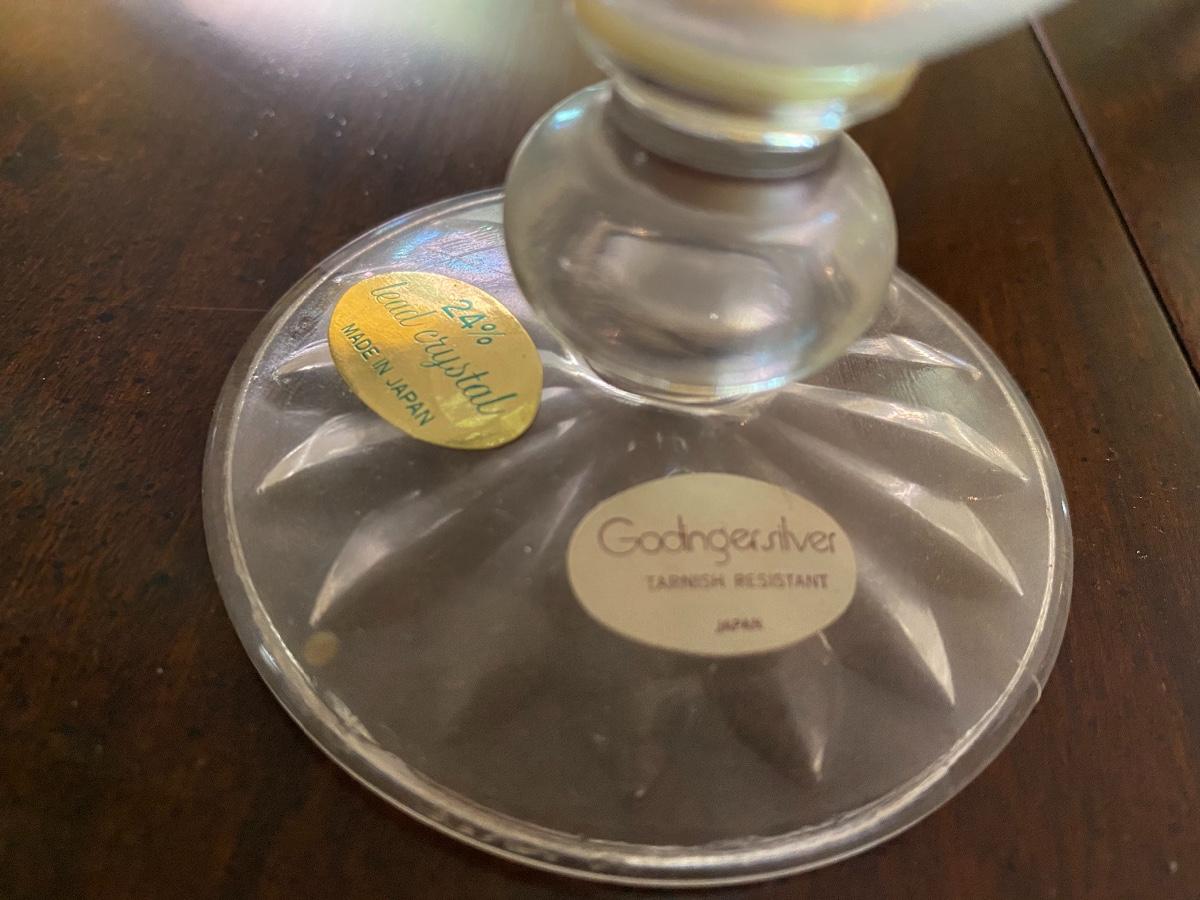 24%
lead crystal
MADE IN JAPAN
Godingersilver
TARNISH RESISTANT
JAPAN